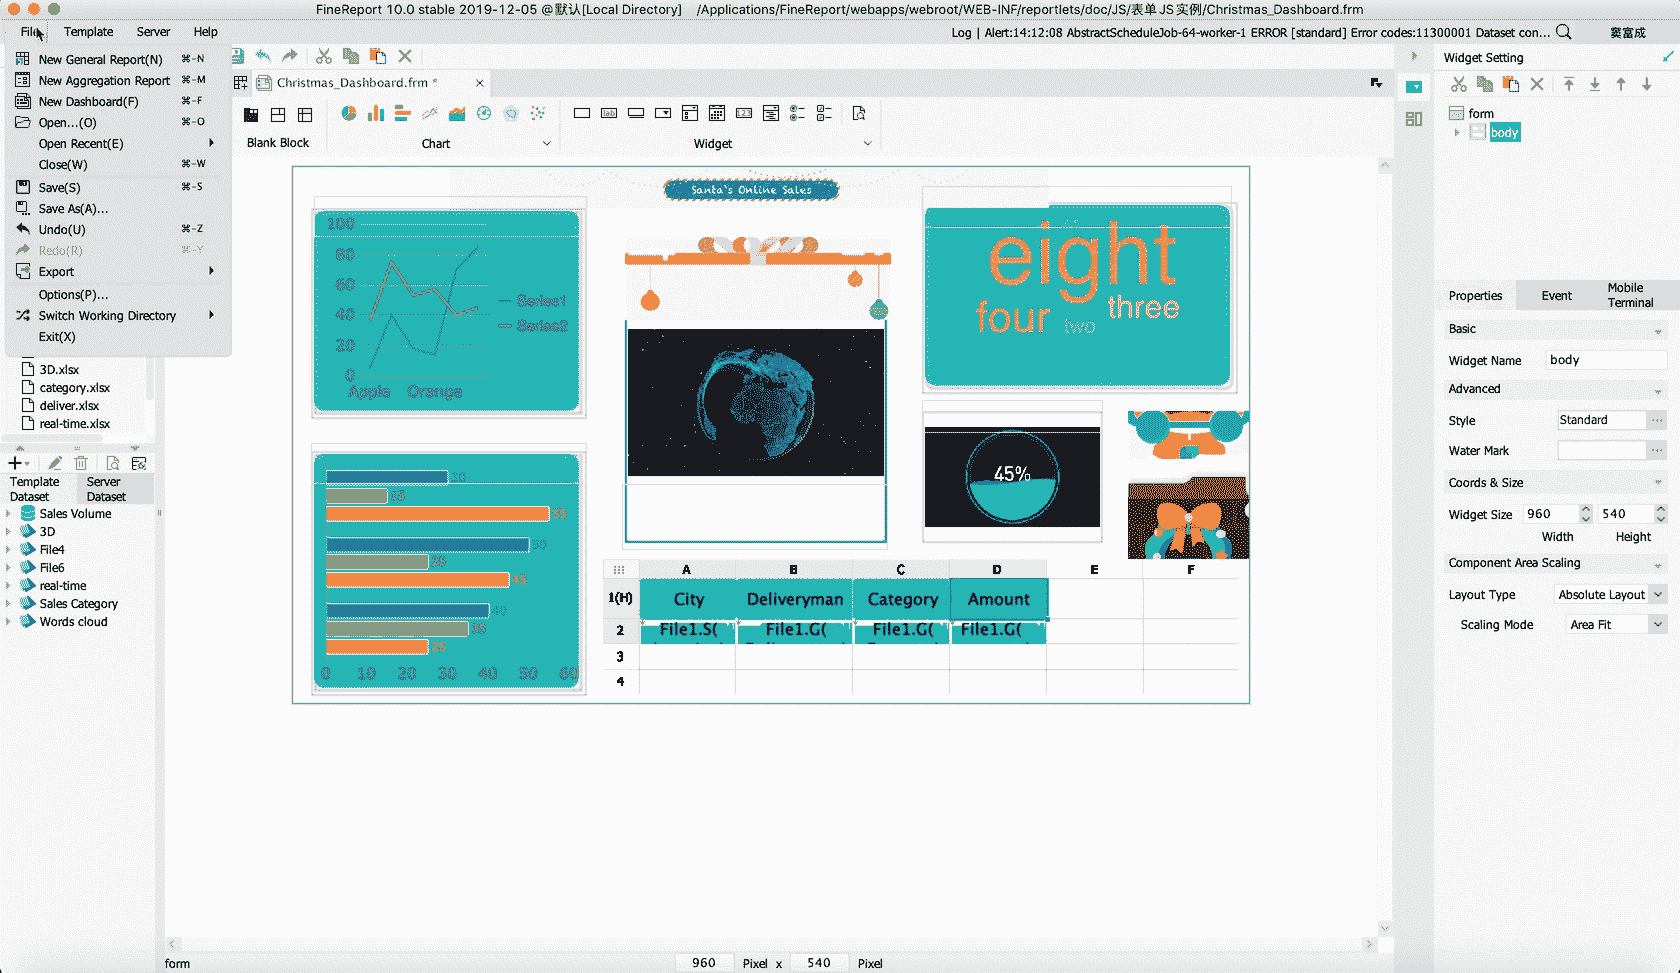 FineReport 10.0 stable 2019-12-05 @默认[Local Directory]    /Applications/FineReport/webapps/webroot/WEB-INF/reportlets/doc/JS/表单JS实例/Christmas_Dashboard.frm
File Template Server Help
Log | Alert:14:12:08 AbstractScheduleJob-64-worker-1 ERROR [standard] Error codes:11300001 Dataset con...
窦富成
New General Report(N) ⌘-N
New Aggregation Report ⌘-M
New Dashboard(F) ⌘-F
Open...(O) ⌘-O
Open Recent(E)
Close(W) ⌘-W
Save(S) ⌘-S
Save As(A)...
Undo(U) ⌘-Z
Redo(R) ⌘-Y
Export
Options(P)...
Switch Working Directory
Exit(X)
3D.xlsx
category.xlsx
deliver.xlsx
real-time.xlsx
Template Dataset
Server Dataset
Sales Volume
3D
File4
File6
real-time
Sales Category
Words cloud
Christmas_Dashboard.frm *
Blank Block
Chart
Widget
Santa's Online Sales
100
80
60
40
20
0
Apple Orange
Series1
Series2
eight
four two three
45%
30
15
55
50
25
45
40
35
25
0 10 20 30 40 50 60
A B C D E F
1(H) City Deliveryman Category Amount
2 File1.S( File1.G( File1.G( File1.G(
3
4
form
960 Pixel x 540 Pixel
Widget Setting
form
body
Properties Event Mobile Terminal
Basic
Widget Name body
Advanced
Style Standard
Water Mark
Coords & Size
Widget Size 960 540
Width Height
Component Area Scaling
Layout Type Absolute Layout
Scaling Mode Area Fit